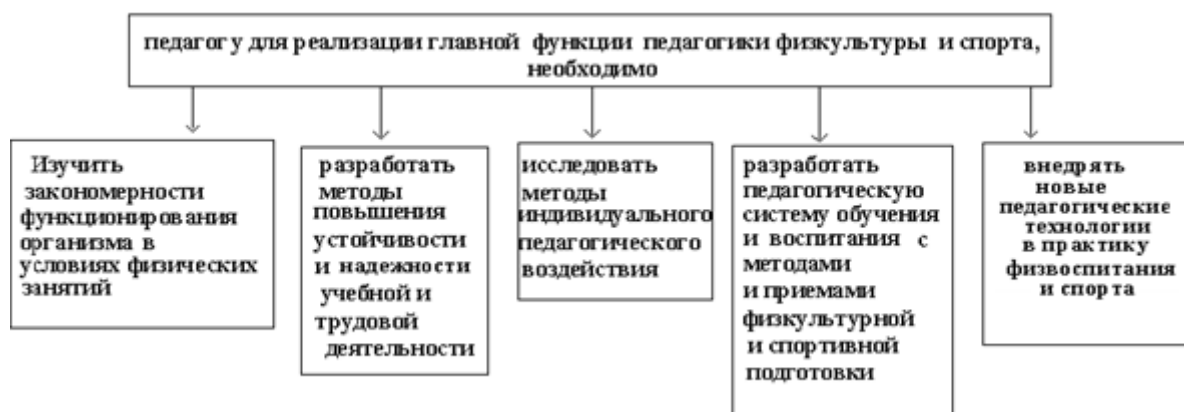 педагогу для реализации главной функции педагогики физкультуры и спорта,
необходимо
Изучить
закономерности
функционирования
организма в
условиях физических
занятий
разработать
методы
повышения
устойчивости
и надежности
учебной и
трудовой
деятельности
исследовать
методы
индивидуального
педагогического
воздействия
разработать
педагогическую
систему обучения
и воспитания с
методами
и приемами
физкультурной
и спортивной
подготовки
внедрять
новые
педагогические
технологии
в практику
физвоспитания
и спорта